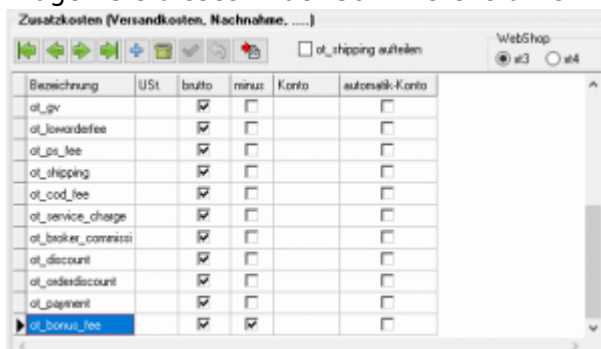 Zusatzkosten (Versandkosten, Nachnahme, .....)
ot_shipping aufteilen
WebShop
xt3 xt4
Bezeichnung USt. brutto minus Konto automatik-Konto
ot_gv
ot_loworderfee
ot_ps_fee
ot_shipping
ot_cod_fee
ot_service_charge
ot_broker_commissi
ot_discount
ot_orderdiscount
ot_payment
ot_bonus_fee